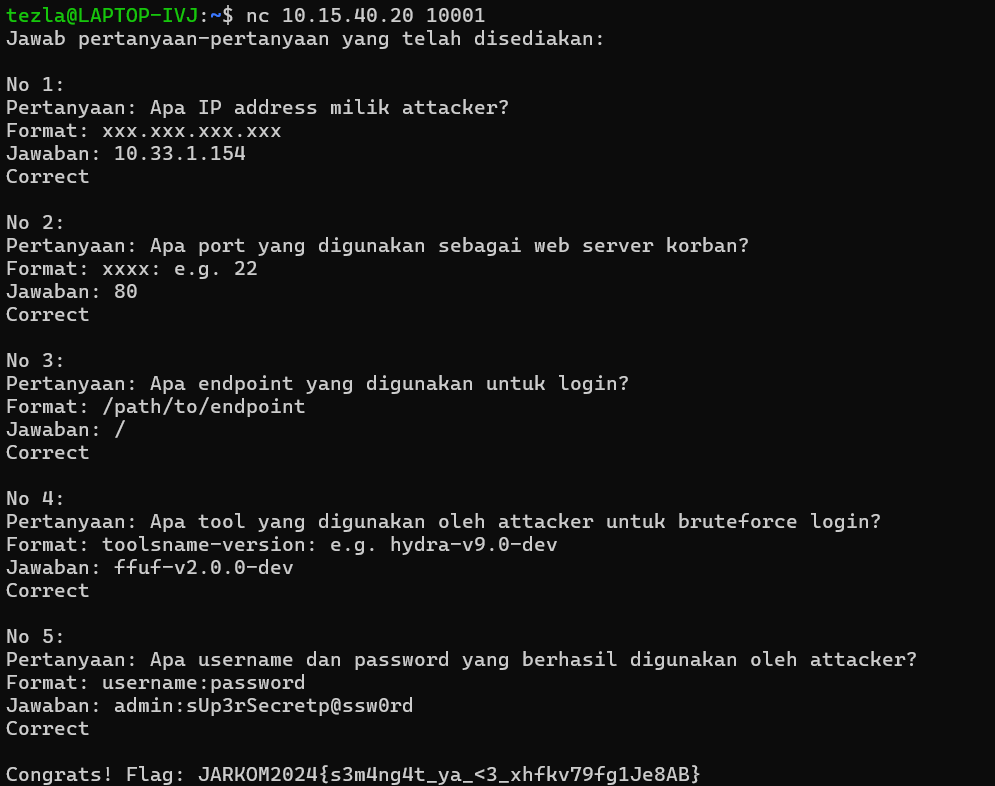 tezla@LAPTOP-IVJ:~$ nc 10.15.40.20 10001
Jawab pertanyaan-pertanyaan yang telah disediakan:
No 1:
Pertanyaan: Apa IP address milik attacker?
Format: xxx.xxx.xxx.xxx
Jawaban: 10.33.1.154
Correct
No 2:
Pertanyaan: Apa port yang digunakan sebagai web server korban?
Format: xxxx: e.g. 22
Jawaban: 80
Correct
No 3:
Pertanyaan: Apa endpoint yang digunakan untuk login?
Format: /path/to/endpoint
Jawaban: /
Correct
No 4:
Pertanyaan: Apa tool yang digunakan oleh attacker untuk bruteforce login?
Format: toolsname-version: e.g. hydra-v9.0-dev
Jawaban: ffuf-v2.0.0-dev
Correct
No 5:
Pertanyaan: Apa username dan password yang berhasil digunakan oleh attacker?
Format: username:password
Jawaban: admin:sUp3rSecretp@ssw0rd
Correct
Congrats! Flag: JARKOM2024{s3m4ng4t_ya_<3_xhfkv79fg1Je8AB}